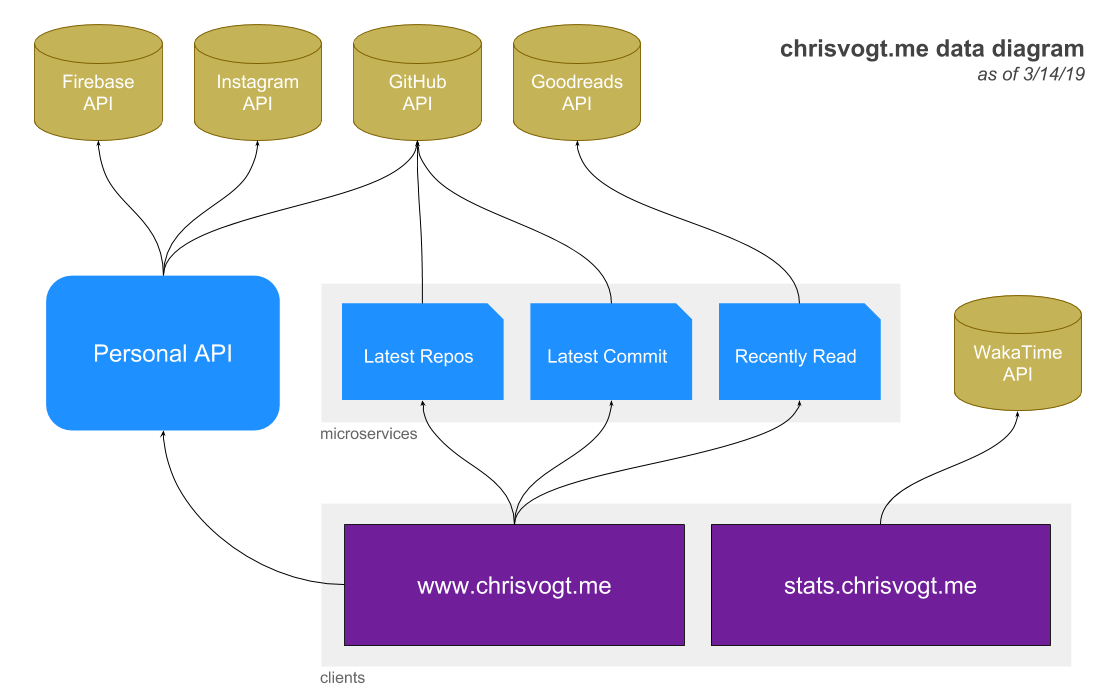 chrisvogt.me data diagram
as of 3/14/19
Firebase
API
Instagram
API
GitHub
API
Goodreads
API
Personal API
Latest Repos
Latest Commit
Recently Read
WakaTime
API
microservices
www.chrisvogt.me
stats.chrisvogt.me
clients